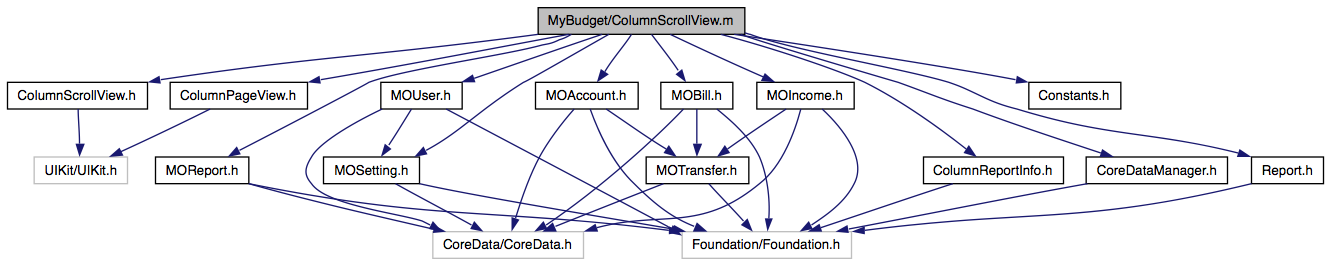 MyBudget/ColumnScrollView.m
ColumnScrollView.h
ColumnPageView.h
MOUser.h
MOAccount.h
MOBill.h
MOIncome.h
Constants.h
UIKit/UIKit.h
MOReport.h
MOSetting.h
MOTransfer.h
ColumnReportInfo.h
CoreDataManager.h
Report.h
CoreData/CoreData.h
Foundation/Foundation.h